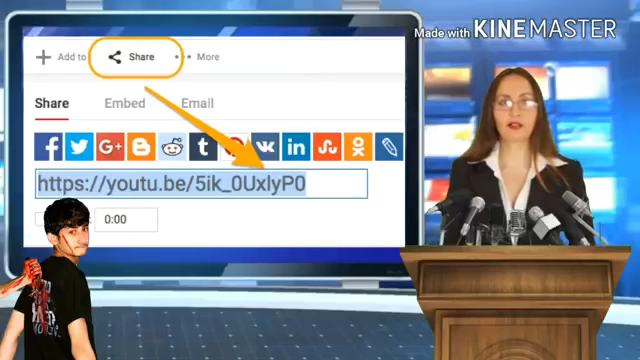 Made with KINEMASTER
Add to Share More
Share Embed Email
https://youtu.be/5ik_0UxlyP0
0:00